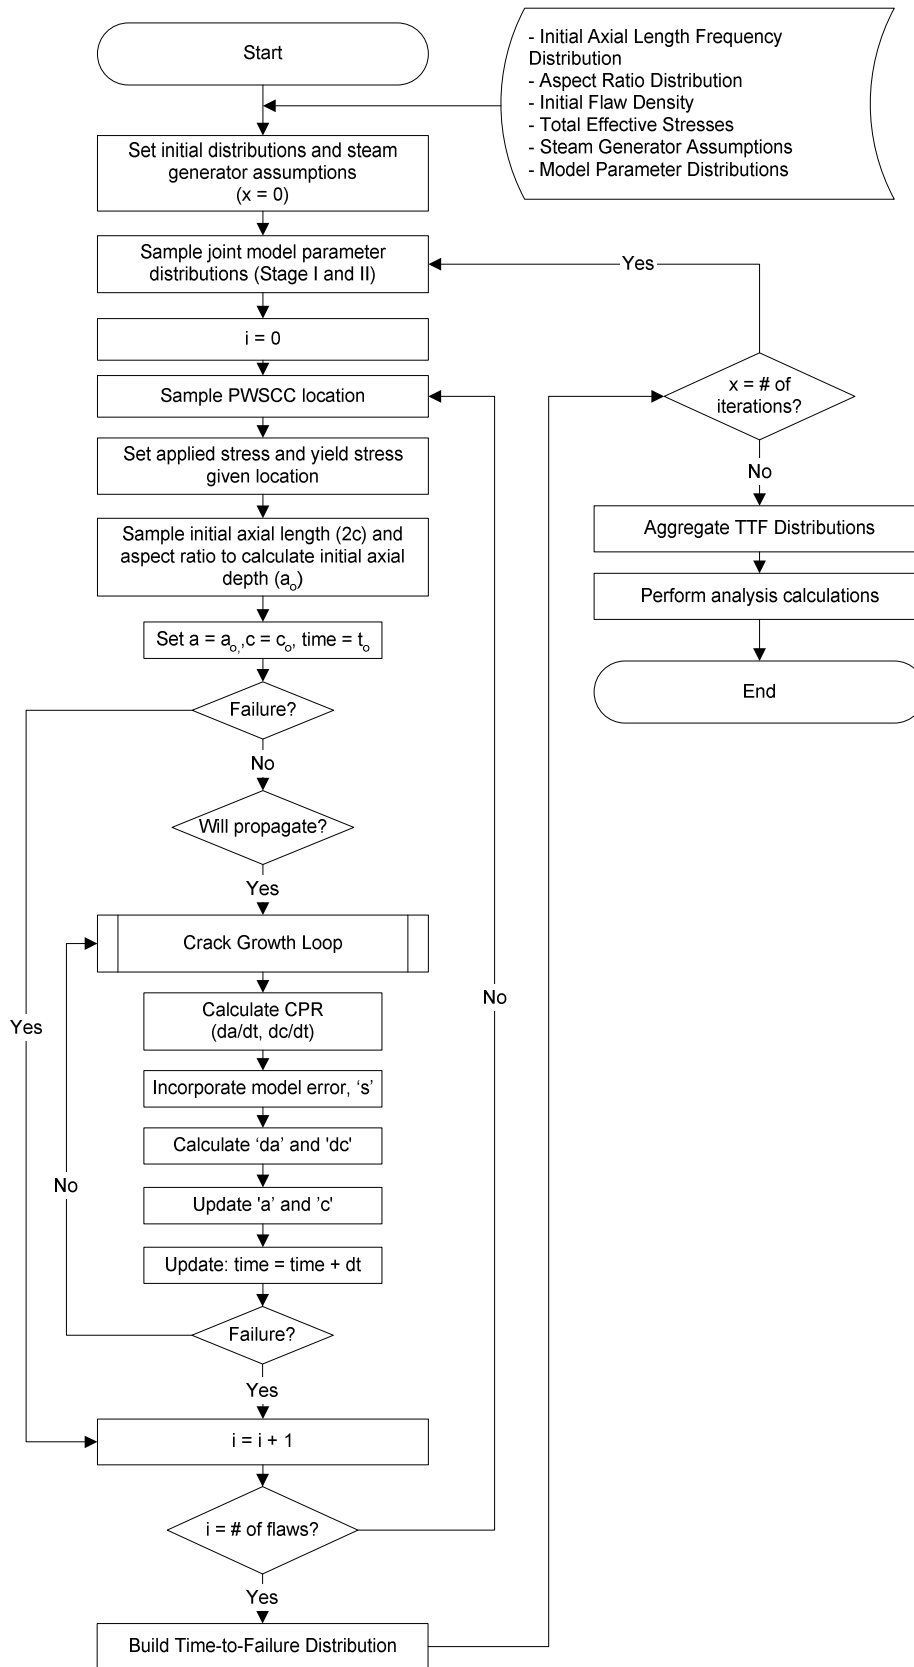 Start
- Initial Axial Length Frequency
Distribution
- Aspect Ratio Distribution
- Initial Flaw Density
- Total Effective Stresses
- Steam Generator Assumptions
- Model Parameter Distributions
Set initial distributions and steam
generator assumptions
(x = 0)
Sample joint model parameter
distributions (Stage I and II)
Yes
i = 0
Sample PWSCC location
x = # of
iterations?
Set applied stress and yield stress
given location
No
Sample initial axial length (2c) and
aspect ratio to calculate initial axial
depth (aₒ)
Aggregate TTF Distributions
Perform analysis calculations
Set a = aₒ,,c = cₒ, time = tₒ
End
Failure?
No
Will propagate?
Yes
Crack Growth Loop
No
Calculate CPR
(da/dt, dc/dt)
Yes
Incorporate model error, ‘s’
Calculate ‘da’ and 'dc'
No
Update 'a’ and ’c'
Update: time = time + dt
Failure?
Yes
i = i + 1
i = # of flaws?
Yes
Build Time-to-Failure Distribution